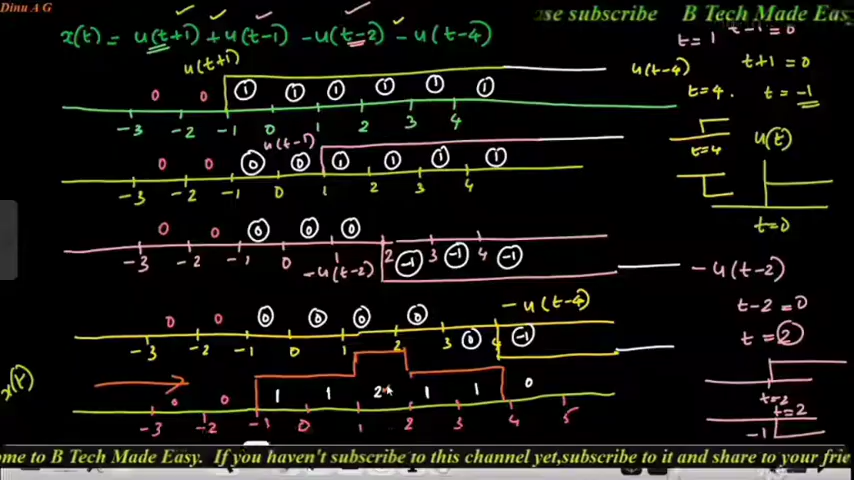 Dinu A G
ase subscribe    B Tech Made Easy
x(t) = u(t+1) + u(t-1) - u(t-2) - u(t-4)
t=1    t-1=0
t+1=0
t=4.    t=-1
u(t+1)
u(t-4)
0 0 1 1 1 1 1 1
-3 -2 -1 0 1 2 3 4
t=4
u(t)
t=0
u(t-1)
0 0 0 0 1 1 1 1
-3 -2 -1 0 1 2 3 4
0 0 0 0 0
-3 -2 -1 0 1 2 3 4
-u(t-2) -1 -1 -1
-u(t-2)
t-2=0
t=2
t=2
t=2
-1
-u(t-4)
0 0 0 0 0 0
-3 -2 -1 0 1 2 3 4
0 -1
x(t)
0 0 1 1 2 1 1 0
-3 -2 -1 0 1 2 3 4 5
ome to B Tech Made Easy.  If you haven't subscribe to this channel yet,subscribe to it and share to your frie